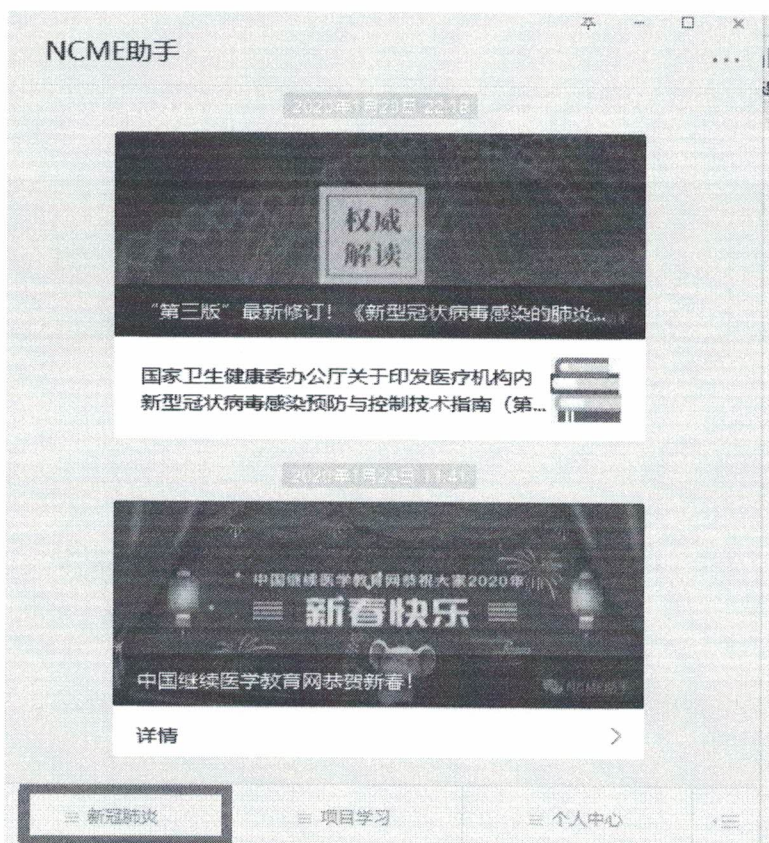 NCME助手
权威
解读
“第三版”最新修订！《新型冠状病毒感染的肺炎...
国家卫生健康委办公厅关于印发医疗机构内
新型冠状病毒感染预防与控制技术指南（第...
中国继续医学教育网恭祝大家2020年
新春快乐
中国继续医学教育网恭贺新春！
详情
新冠肺炎
项目学习
个人中心